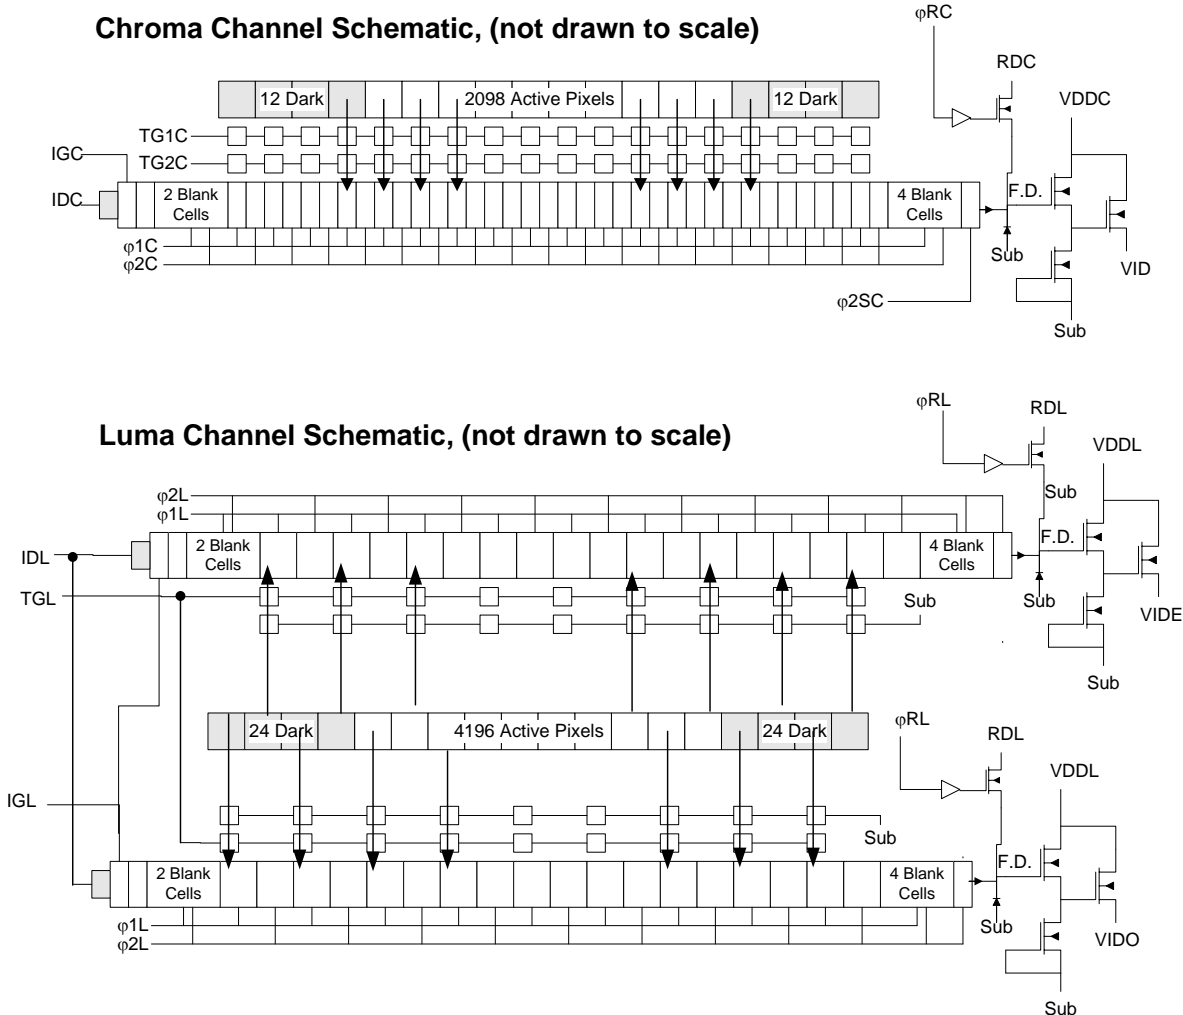 Chroma Channel Schematic, (not drawn to scale)
φRC
RDC
VDDC
12 Dark
2098 Active Pixels
12 Dark
TG1C
IGC
TG2C
IDC
2 Blank
Cells
4 Blank
Cells
F.D.
φ1C
φ2C
Sub
VID
φ2SC
Sub
Luma Channel Schematic, (not drawn to scale)
φRL
RDL
VDDL
φ2L
φ1L
Sub
IDL
2 Blank
Cells
4 Blank
Cells
F.D.
TGL
Sub
Sub
VIDE
Sub
24 Dark
4196 Active Pixels
24 Dark
φRL
RDL
VDDL
IGL
Sub
2 Blank
Cells
4 Blank
Cells
F.D.
φ1L
φ2L
Sub
VIDO
Sub